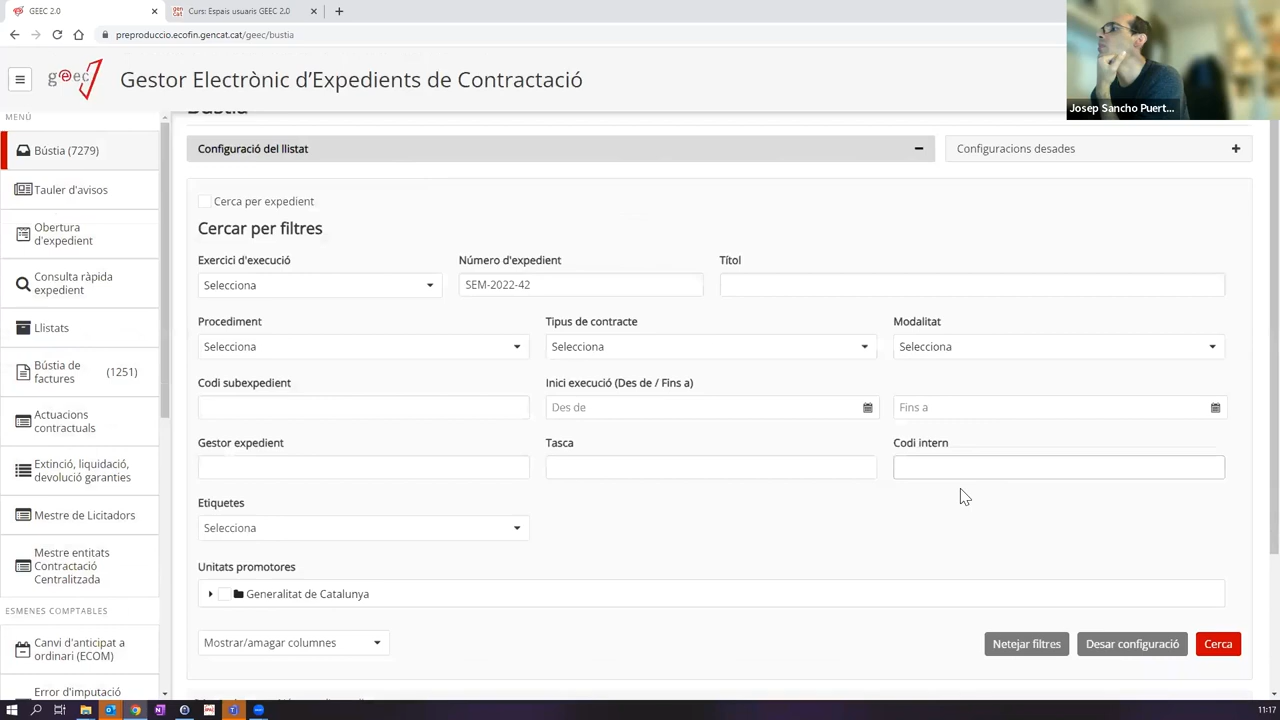 GEEC 2.0
Curs: Espais usuaris GEEC 2.0
preproduccio.ecofin.gencat.cat/geec/bustia
geec
Gestor Electrònic d'Expedients de Contractació
Josep Sancho Puert...
MENÚ
Bústia (7279)
Tauler d'avisos
Obertura
d'expedient
Consulta ràpida
expedient
Llistats
Bústia de
factures
(1251)
Actuacions
contractuals
Extinció, liquidació,
devolució garanties
Mestre de Licitadors
Mestre entitats
Contractació
Centralitzada
ESMENES COMPTABLES
Canvi d'anticipat a
ordinari (ECOM)
Error d'imputació
Bústia
Configuració del llistat
Configuracions desades
Cerca per expedient
Cercar per filtres
Exercici d'execució
Número d'expedient
Títol
Selecciona
SEM-2022-42
Procediment
Tipus de contracte
Modalitat
Selecciona
Selecciona
Selecciona
Codi subexpedient
Inici execució (Des de / Fins a)
Des de
Fins a
Gestor expedient
Tasca
Codi intern
Etiquetes
Selecciona
Unitats promotores
Generalitat de Catalunya
Mostrar/amagar columnes
Netejar filtres
Desar configuració
Cerca
11:17